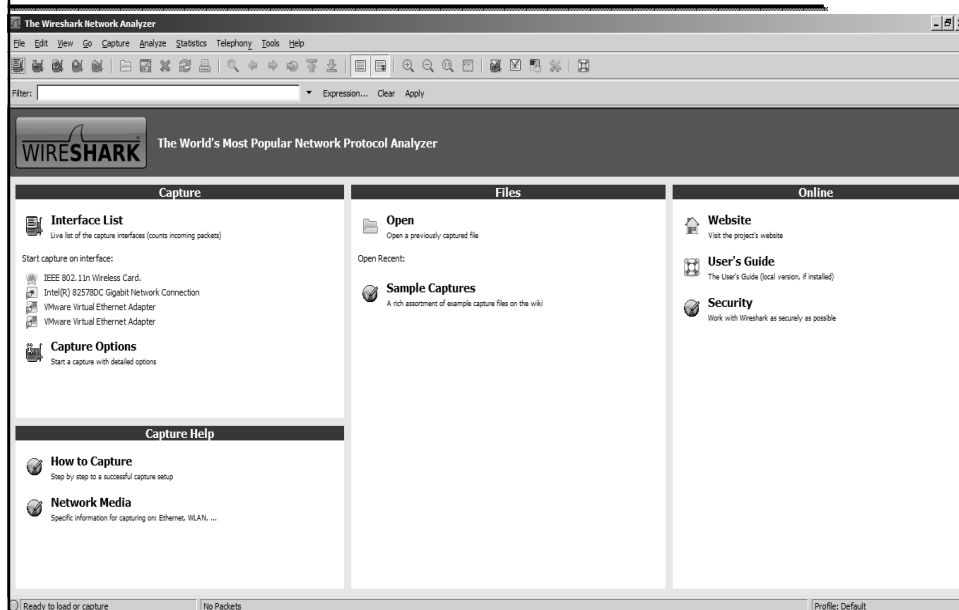 The Wireshark Network Analyzer
File Edit View Go Capture Analyze Statistics Telephony Tools Help
Filter: Expression... Clear Apply
WIRESHARK
The World's Most Popular Network Protocol Analyzer
Capture
Interface List
Live list of the capture interfaces (counts incoming packets)
Start capture on interface:
IEEE 802.11n Wireless Card.
Intel(R) 82578DC Gigabit Network Connection
VMware Virtual Ethernet Adapter
VMware Virtual Ethernet Adapter
Capture Options
Start a capture with detailed options
Capture Help
How to Capture
Step by step to a successful capture setup
Network Media
Specific information for capturing on: Ethernet, WLAN, ...
Files
Open
Open a previously captured file
Open Recent:
Sample Captures
A rich assortment of example capture files on the wiki
Online
Website
Visit the project's website
User's Guide
The User's Guide (local version, if installed)
Security
Work with Wireshark as securely as possible
Ready to load or capture
No Packets
Profile: Default